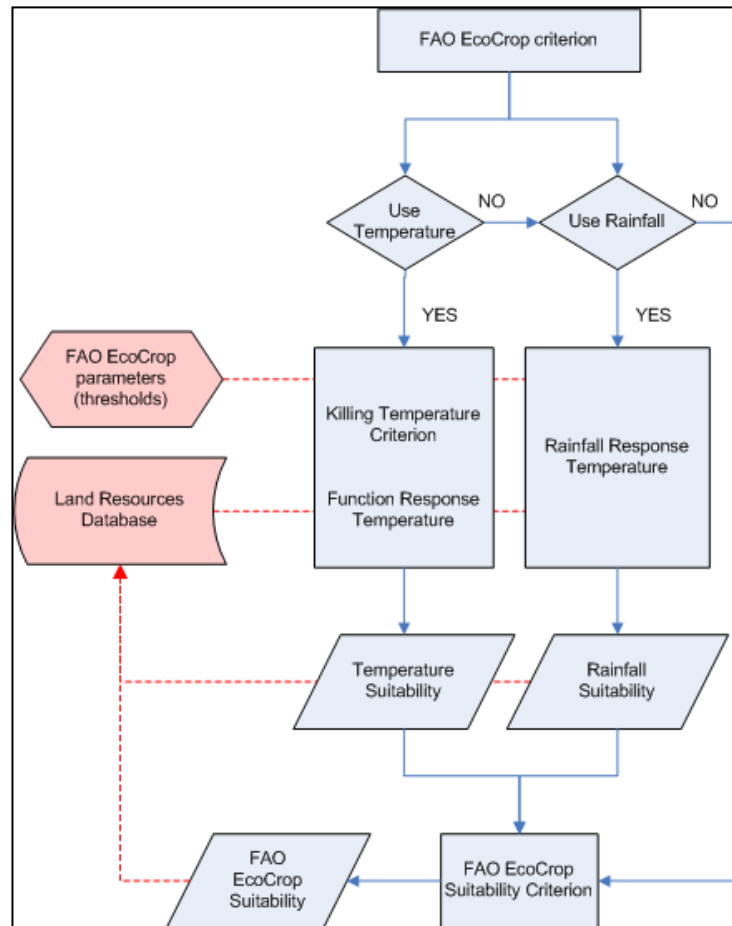 FAO EcoCrop criterion
Use
Temperature
NO
Use Rainfall
NO
YES
YES
FAO EcoCrop
parameters
(thresholds)
Killing Temperature
Criterion
Function Response
Temperature
Rainfall Response
Temperature
Land Resources
Database
Temperature
Suitability
Rainfall
Suitability
FAO
EcoCrop
Suitability
FAO EcoCrop
Suitability Criterion